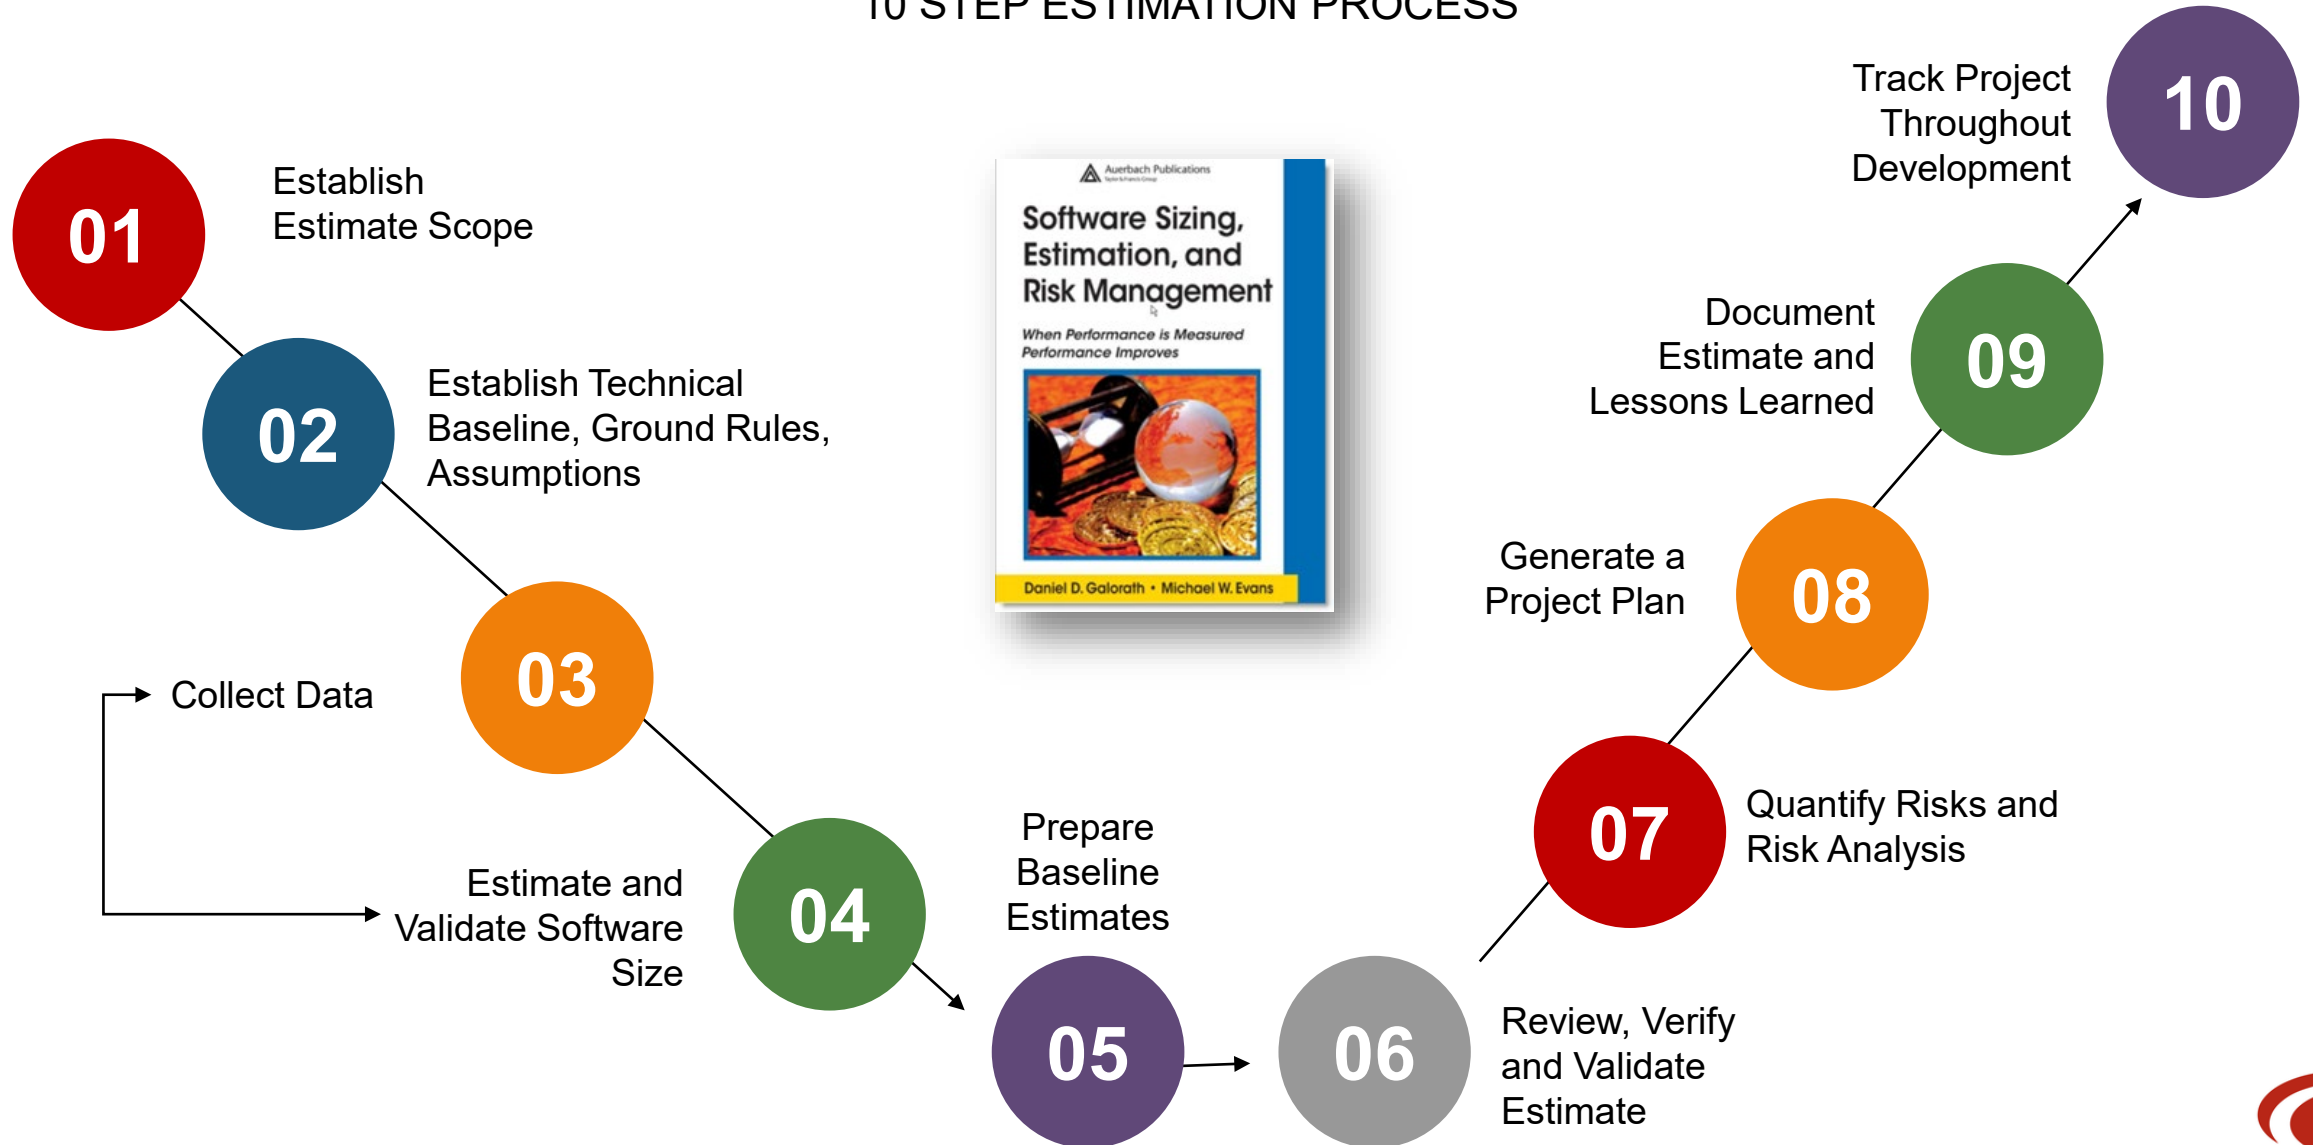 10 STEP ESTIMATION PROCESS
01
Establish
Estimate Scope
02
Establish Technical
Baseline, Ground Rules,
Assumptions
03
Collect Data
04
Estimate and
Validate Software
Size
05
Prepare
Baseline
Estimates
06
Review, Verify
and Validate
Estimate
07
Quantify Risks and
Risk Analysis
08
Generate a
Project Plan
09
Document
Estimate and
Lessons Learned
10
Track Project
Throughout
Development
Auerbach Publications
Taylor & Francis Group
Software Sizing,
Estimation, and
Risk Management
When Performance is Measured
Performance Improves
Daniel D. Galorath • Michael W. Evans